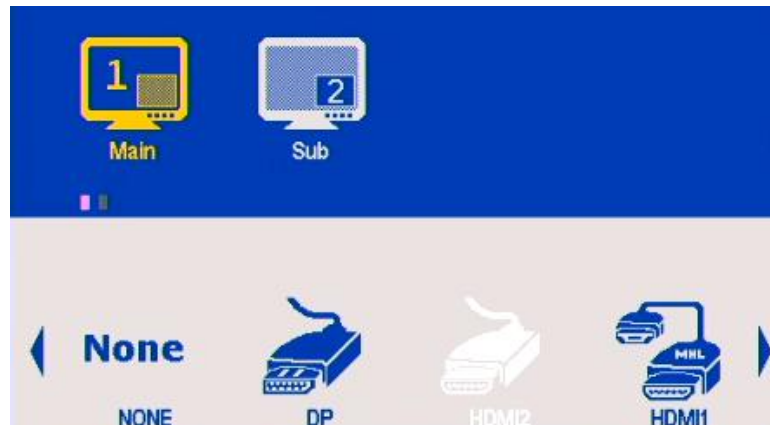 1
2
Main
Sub
None
MHL
NONE
DP
HDMI2
HDMI1